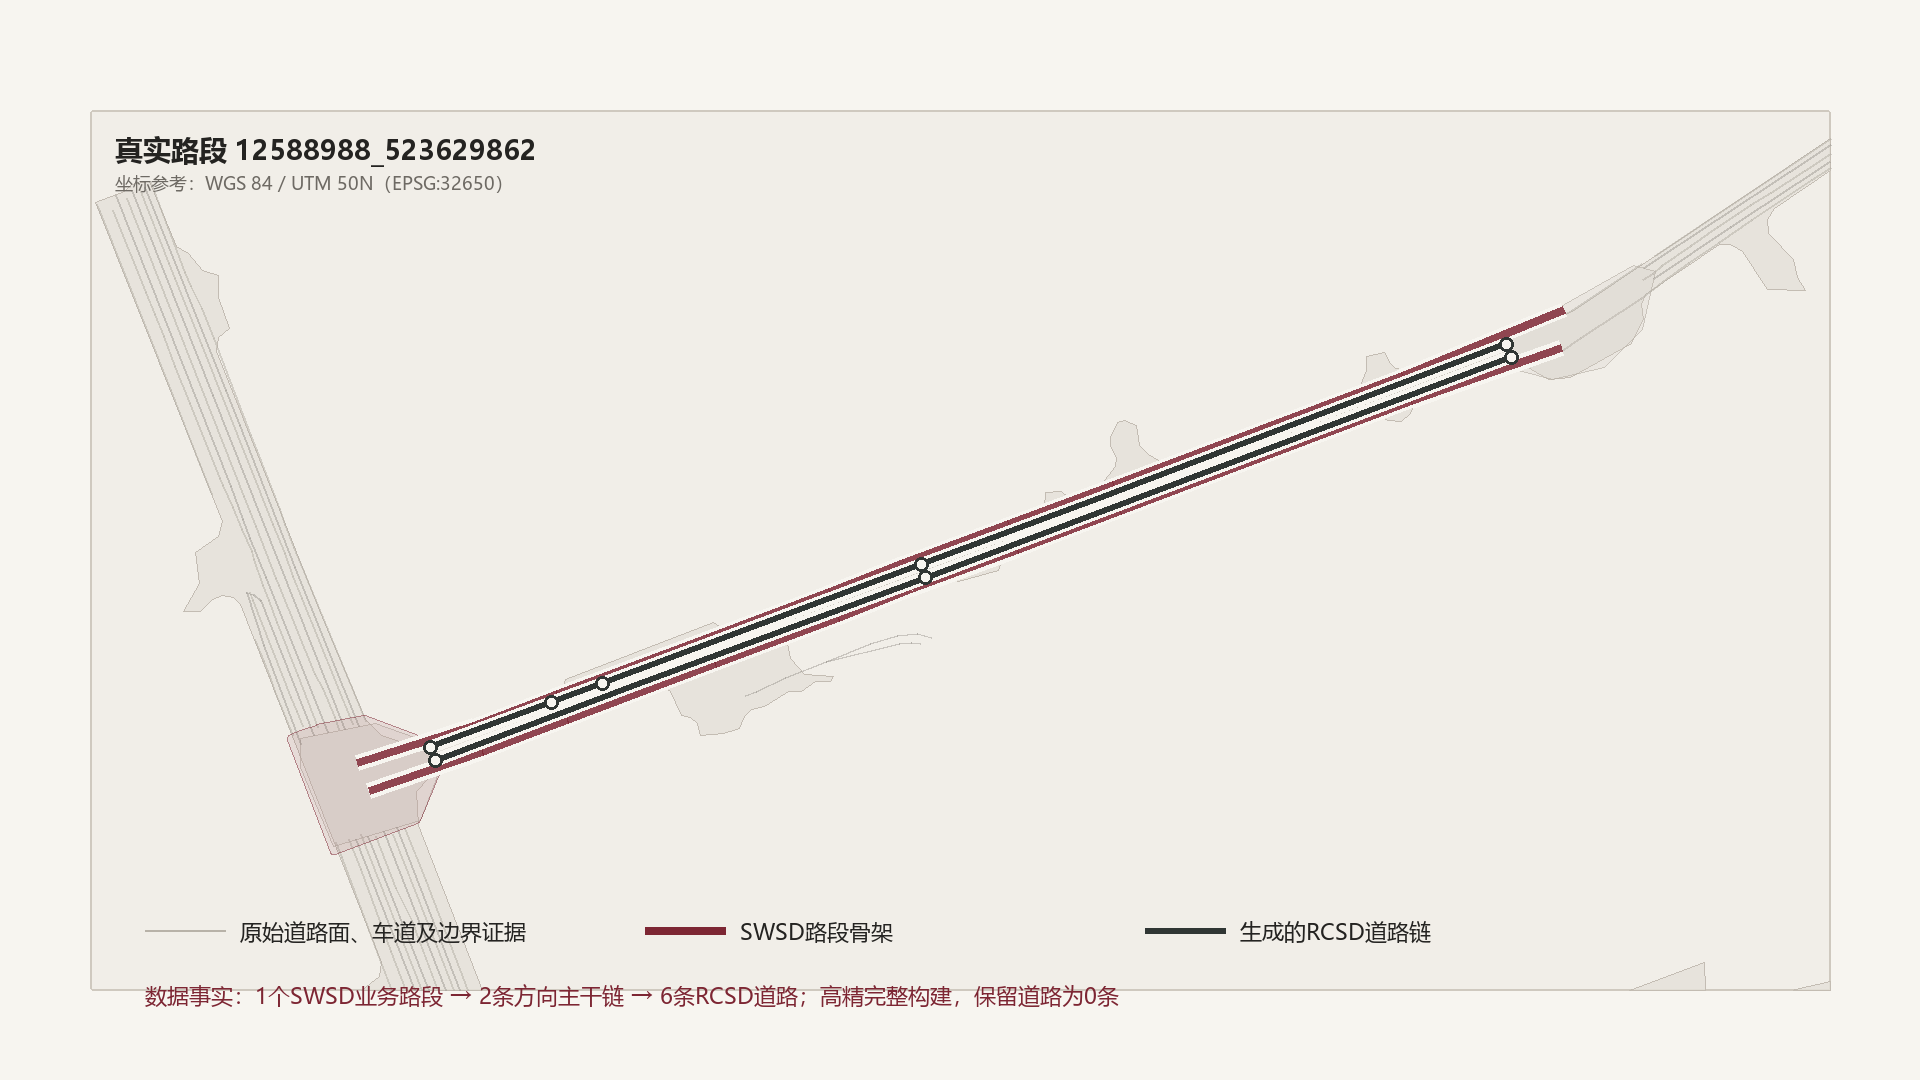 真实路段 12588988_523629862
坐标参考：WGS 84 / UTM 50N（EPSG:32650）
原始道路面、车道及边界证据
SWSD路段骨架
生成的RCSD道路链
数据事实：1个SWSD业务路段 → 2条方向主干链 → 6条RCSD道路；高精完整构建，保留道路为0条